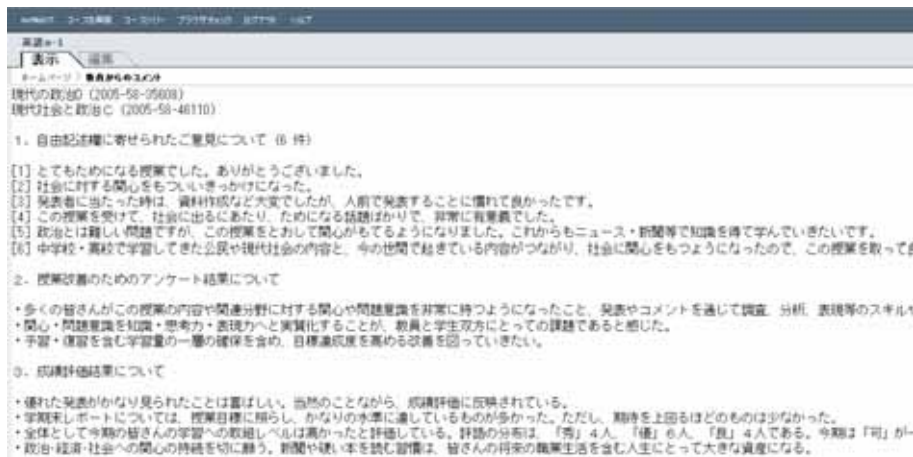 表示 編集
ホームページ > 教員からのコメント
現代の政治D (2005-58-35608)
現代社会と政治C (2005-58-46110)
1. 自由記述欄に寄せられたご意見について (6 件)
[1] とてもためになる授業でした。ありがとうございました。
[2] 社会に対する関心をもついいきっかけになった。
[3] 発表者に当たった時は、資料作成など大変でしたが、人前で発表することに慣れて良かったです。
[4] この授業を受けて、社会に出るにあたり、ためになる話題ばかりで、非常に有意義でした。
[5] 政治とは難しい問題ですが、この授業をとおして関心がもてるようになりました。これからもニュース・新聞等で知識を得て学んでいきたいです。
[6] 中学校・高校で学習してきた公民や現代社会の内容と、今の世間で起きている内容がつながり、社会に関心をもつようになったので、この授業を取って
2. 授業改善のためのアンケート結果について
・多くの皆さんがこの授業の内容や関連分野に対する関心や問題意識を非常に持つようになったこと、発表やコメントを通じて調査、分析、表現等のスキル
・関心・問題意識を知識・思考力・表現力へと実質化することが、教員と学生双方にとっての課題であると感じた。
・予習・復習を含む学習量の一層の確保を含め、目標達成度を高める改善を図っていきたい。
3. 成績評価結果について
・優れた発表がかなり見られたことは喜ばしい。当然のことながら、成績評価に反映されている。
・学期末レポートについては、授業目標に照らし、かなりの水準に達しているものが多かった。ただし、期待を上回るほどのものは少なかった。
・全体として今期の皆さんの学習への取組レベルは高かったと評価している。評語の分布は、「秀」4人、「優」6人、「良」4人である。今期は「可」が
・政治・経済・社会への関心の持続を切に願う。新聞や硬い本を読む習慣は、皆さんの将来の職業生活を含む人生にとって大きな資産になる。